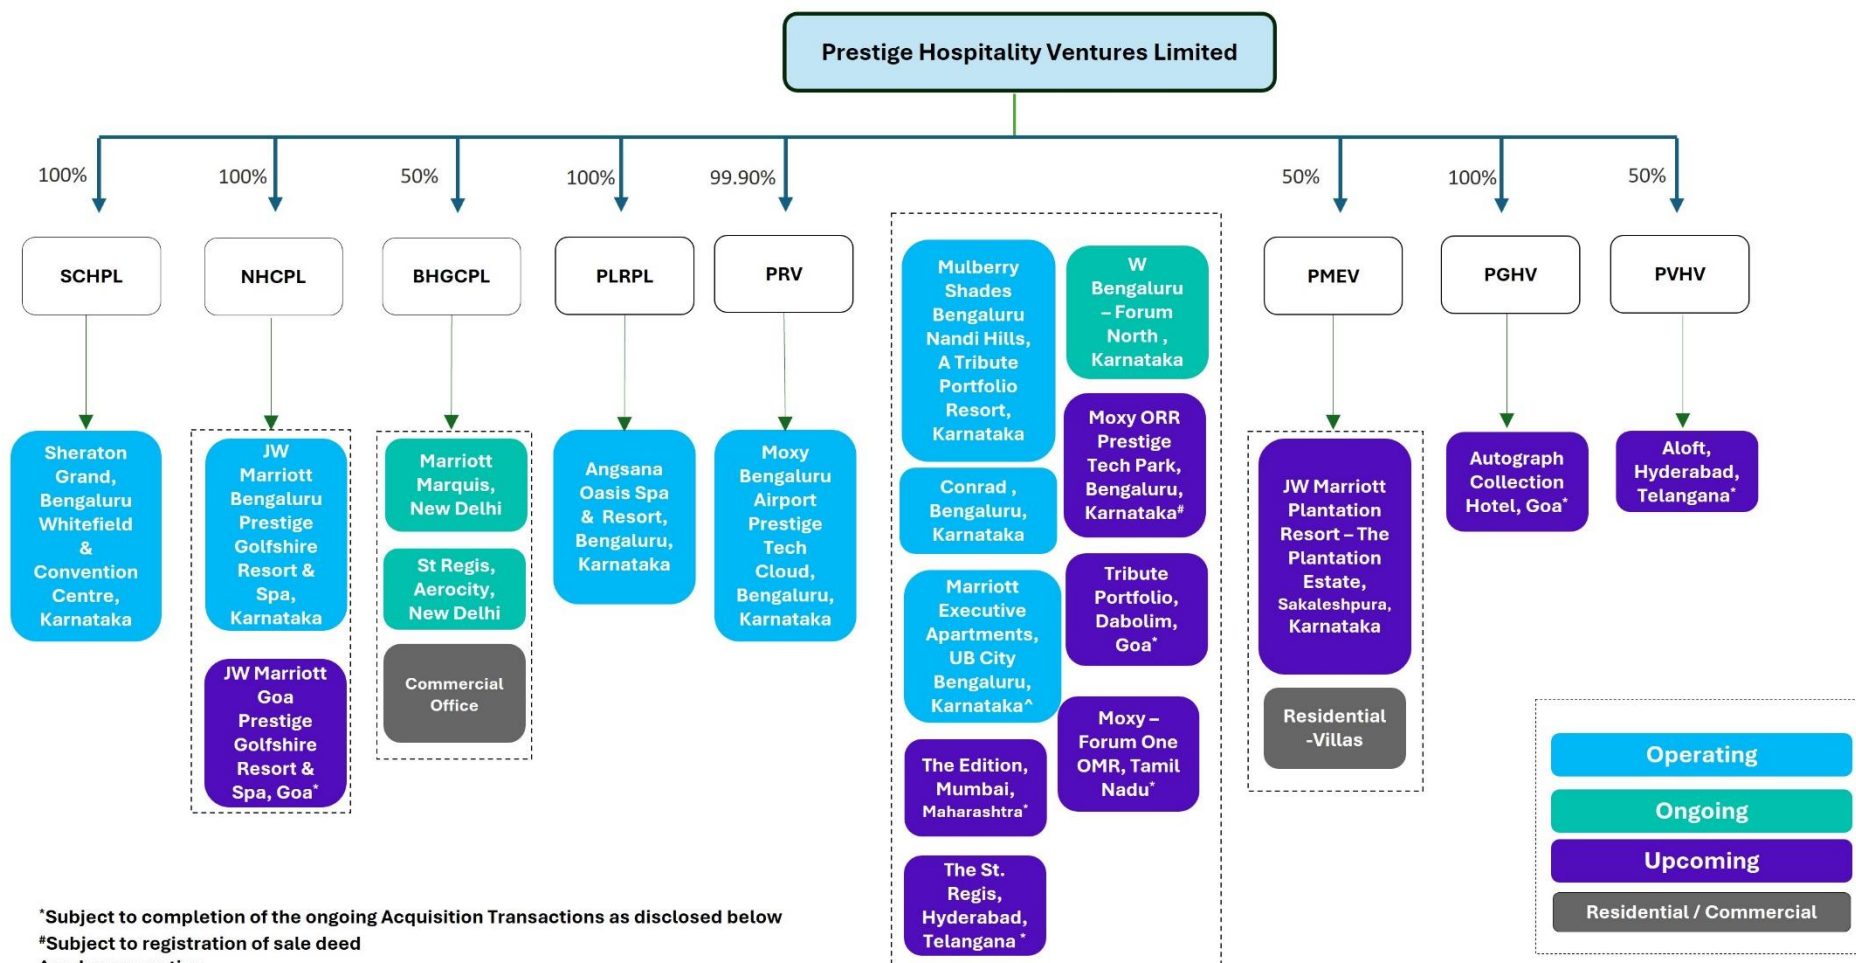 Prestige Hospitality Ventures Limited
100%
100%
50%
100%
99.90%
50%
100%
50%
SCHPL
NHCPL
BHGCPL
PLRPL
PRV
PMEV
PGHV
PVHV
Sheraton
Grand,
Bengaluru
Whitefield
&
Convention
Centre,
Karnataka
JW
Marriott
Bengaluru
Prestige
Golfshire
Resort &
Spa,
Karnataka
JW Marriott
Goa
Prestige
Golfshire
Resort &
Spa, Goa*
Marriott
Marquis,
New Delhi
St Regis,
Aerocity,
New Delhi
Commercial
Office
Angsana
Oasis Spa
& Resort,
Bengaluru,
Karnataka
Moxy
Bengaluru
Airport
Prestige
Tech
Cloud,
Bengaluru,
Karnataka
Mulberry
Shades
Bengaluru
Nandi Hills,
A Tribute
Portfolio
Resort,
Karnataka
Conrad ,
Bengaluru,
Karnataka
Marriott
Executive
Apartments,
UB City
Bengaluru,
Karnataka^
The Edition,
Mumbai,
Maharashtra*
The St.
Regis,
Hyderabad,
Telangana *
W
Bengaluru
– Forum
North ,
Karnataka
Moxy ORR
Prestige
Tech Park,
Bengaluru,
Karnataka#
Tribute
Portfolio,
Dabolim,
Goa*
Moxy –
Forum One
OMR, Tamil
Nadu*
JW Marriott
Plantation
Resort – The
Plantation
Estate,
Sakaleshpura,
Karnataka
Residential
-Villas
Autograph
Collection
Hotel, Goa*
Aloft,
Hyderabad,
Telangana*
Operating
Ongoing
Upcoming
Residential / Commercial
*Subject to completion of the ongoing Acquisition Transactions as disclosed below
#Subject to registration of sale deed